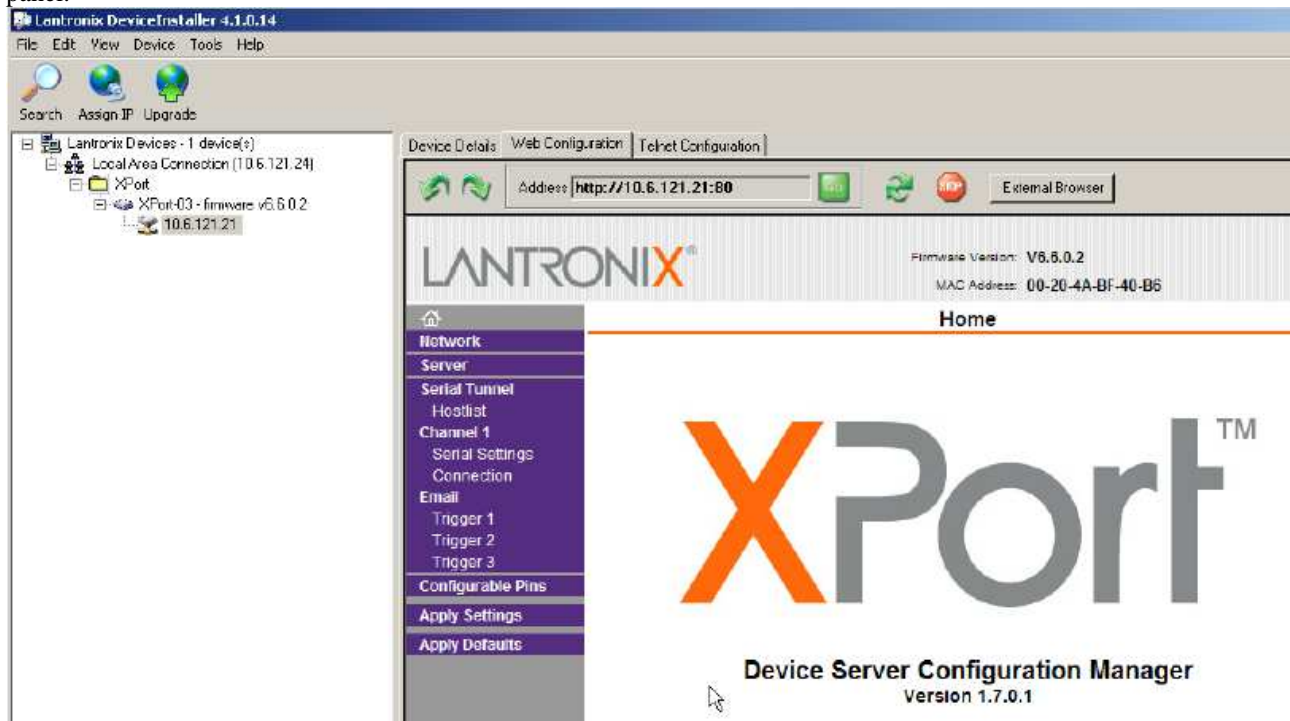 panel.
Lantronix DeviceInstaller 4.1.0.14
File Edit View Device Tools Help
Search Assign IP Upgrade
Lantronix Devices - 1 device(s)
Local Area Connection (10.6.121.24)
XPort
XPort-03 - firmware v6.6.0.2
10.6.121.21
Device Details Web Configuration Telnet Configuration
Address http://10.6.121.21:80 GO STOP External Browser
LANTRONIX®
Firmware Version: V6.6.0.2
MAC Address: 00-20-4A-BF-40-B6
Home
Network
Server
Serial Tunnel
Hostlist
Channel 1
Serial Settings
Connection
Email
Trigger 1
Trigger 2
Trigger 3
Configurable Pins
Apply Settings
Apply Defaults
XPort™
Device Server Configuration Manager
Version 1.7.0.1